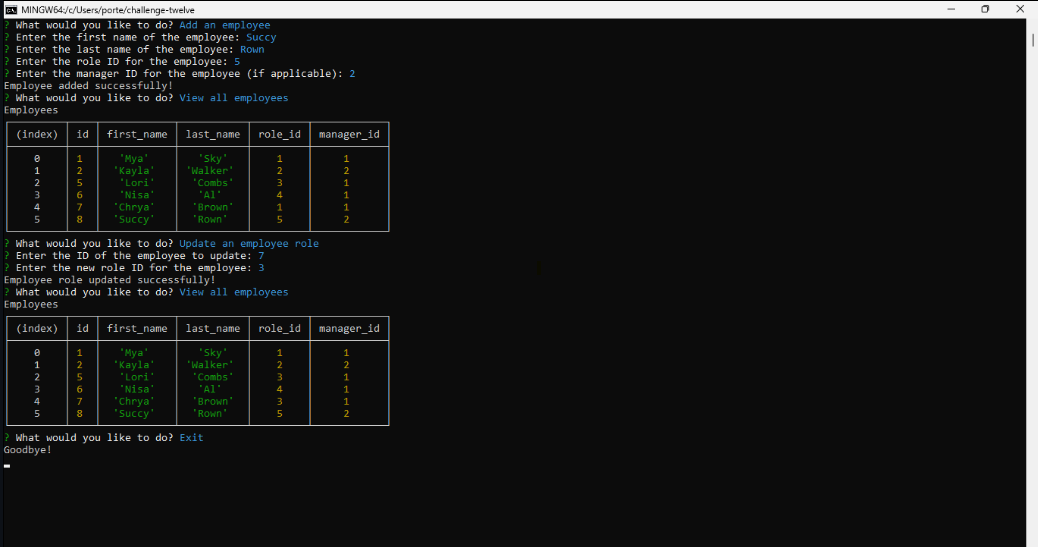 MINGW64:/c/Users/porte/challenge-twelve
? What would you like to do? Add an employee
? Enter the first name of the employee: Succy
? Enter the last name of the employee: Rown
? Enter the role ID for the employee: 5
? Enter the manager ID for the employee (if applicable): 2
Employee added successfully!
? What would you like to do? View all employees
Employees
(index) id first_name last_name role_id manager_id
0 1 'Mya' 'Sky' 1 1
1 2 'Kayla' 'Walker' 2 2
2 5 'Lori' 'Combs' 3 1
3 6 'Nisa' 'Al' 4 1
4 7 'Chrya' 'Brown' 1 1
5 8 'Succy' 'Rown' 5 2
? What would you like to do? Update an employee role
? Enter the ID of the employee to update: 7
? Enter the new role ID for the employee: 3
Employee role updated successfully!
? What would you like to do? View all employees
Employees
(index) id first_name last_name role_id manager_id
0 1 'Mya' 'Sky' 1 1
1 2 'Kayla' 'Walker' 2 2
2 5 'Lori' 'Combs' 3 1
3 6 'Nisa' 'Al' 4 1
4 7 'Chrya' 'Brown' 3 1
5 8 'Succy' 'Rown' 5 2
? What would you like to do? Exit
Goodbye!